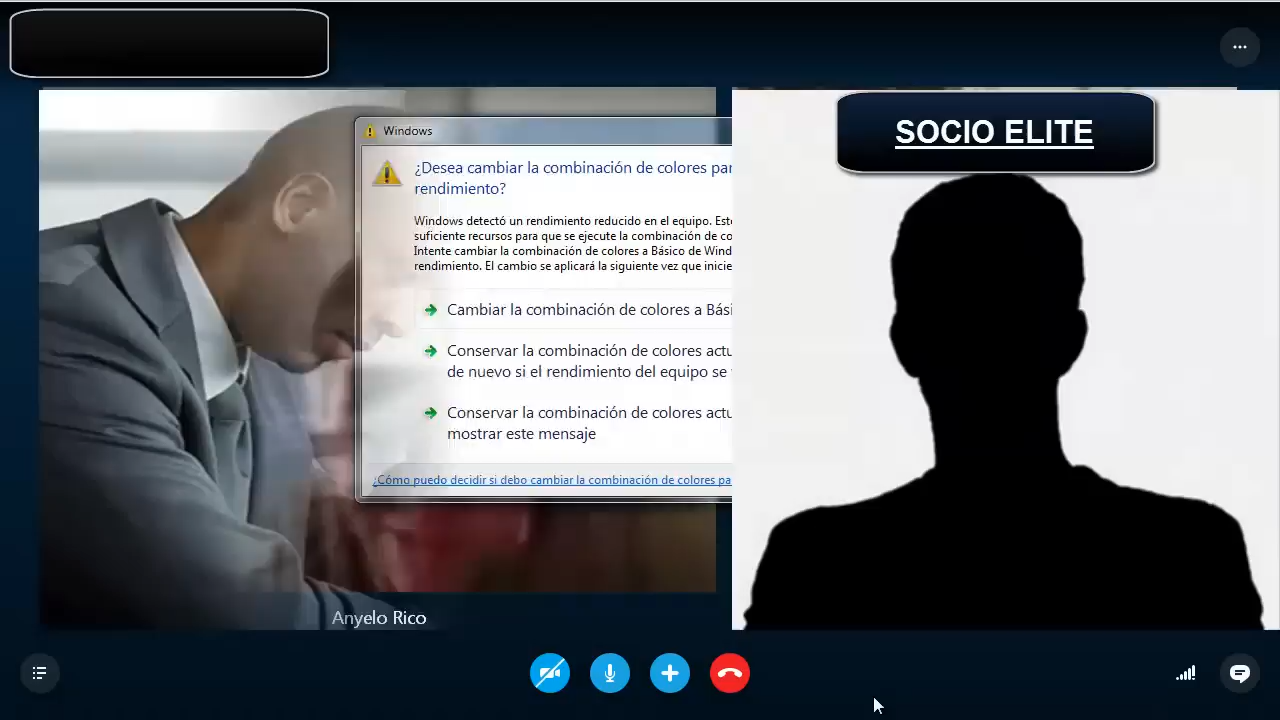 SOCIO ELITE
Windows
¿Desea cambiar la combinación de colores par
rendimiento?
Windows detectó un rendimiento reducido en el equipo. Est
suficiente recursos para que se ejecute la combinación de co
Intente cambiar la combinación de colores a Básico de Wind
rendimiento. El cambio se aplicará la siguiente vez que inicie
Cambiar la combinación de colores a Bási
Conservar la combinación de colores actu
de nuevo si el rendimiento del equipo se
Conservar la combinación de colores actu
mostrar este mensaje
¿Cómo puedo decidir si debo cambiar la combinación de colores pa
Anyelo Rico